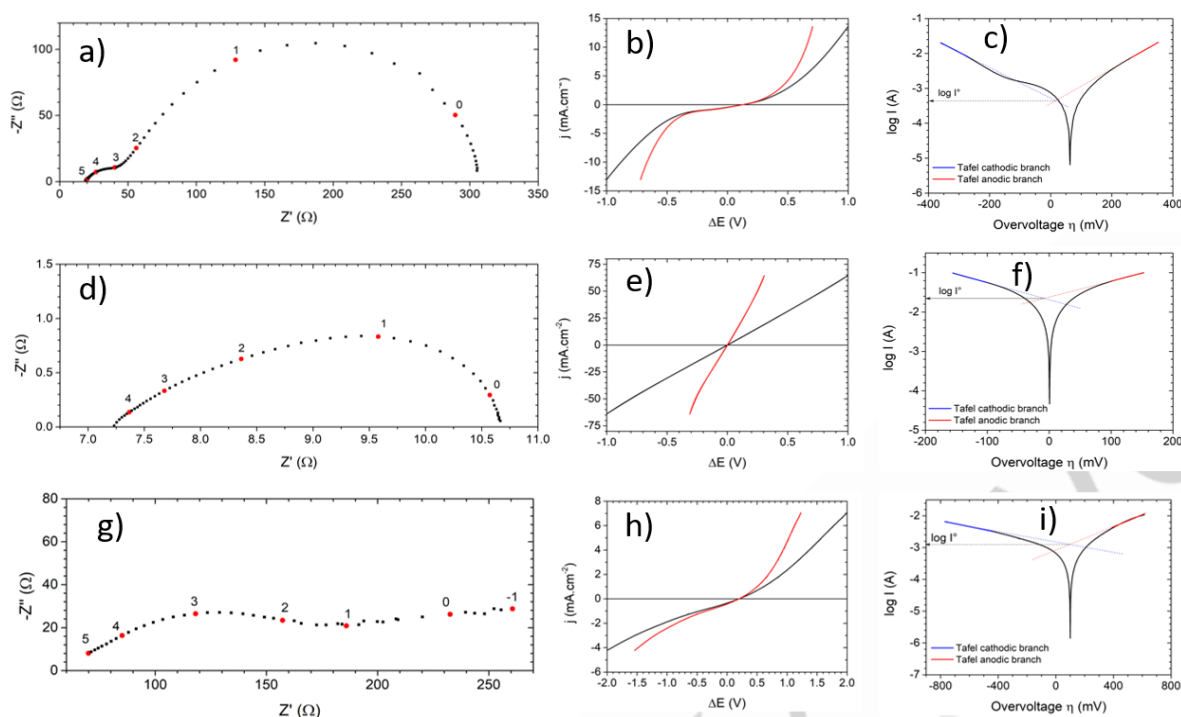 a)
-Z'' (Ω)
100
50
0
5
4
3
2
1
0
0 50 100 150 200 250 300 350
Z' (Ω)
b)
j (mA.cm⁻²)
15
10
5
0
-5
-10
-15
-1.0 -0.5 0.0 0.5 1.0
ΔE (V)
c)
log I (A)
-1
-2
-3
-4
-5
-6
log I°
Tafel cathodic branch
Tafel anodic branch
-400 -200 0 200 400
Overvoltage η (mV)
d)
-Z'' (Ω)
1.5
1.0
0.5
0.0
4
3
2
1
0
7.0 7.5 8.0 8.5 9.0 9.5 10.0 10.5 11.0
Z' (Ω)
e)
j (mA.cm-2)
75
50
25
0
-25
50
-75
-1.0 -0.5 0.0 0.5 1.0
ΔE (V)
f)
log I (A)
0
-1
-2
-3
-4
-5
log I°
Tafel cathodic branch
Tafel anodic branch
-200 -100 0 100 200
Overvoltage η (mV)
g)
-Z'' (Ω)
80
60
40
20
0
5
4
3
2
1
0
-1
100 150 200 250
Z' (Ω)
h)
j (mA.cm-2)
8
6
4
2
0
-2
-4
-6
-2.0 -1.5 -1.0 -0.5 0.0 0.5 1.0 1.5 2.0
ΔE (V)
i)
log I (A)
-1
-2
-3
-4
-5
-6
-7
log I°
Tafel cathodic branch
Tafel anodic branch
-800 -400 0 400 800
Overvoltage η (mV)